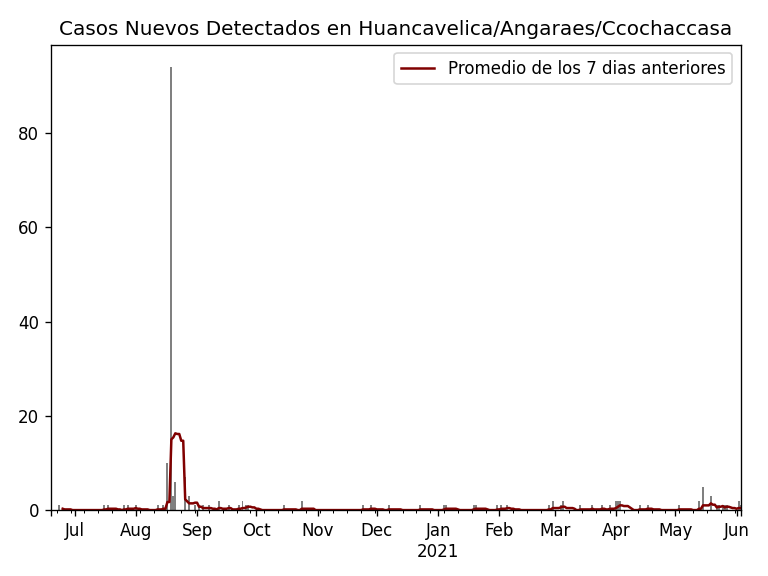 Casos Nuevos Detectados en Huancavelica/Angaraes/Ccochaccasa
Promedio de los 7 dias anteriores
80
60
40
20
0
Jul Aug Sep Oct Nov Dec Jan Feb Mar Apr May Jun
2021